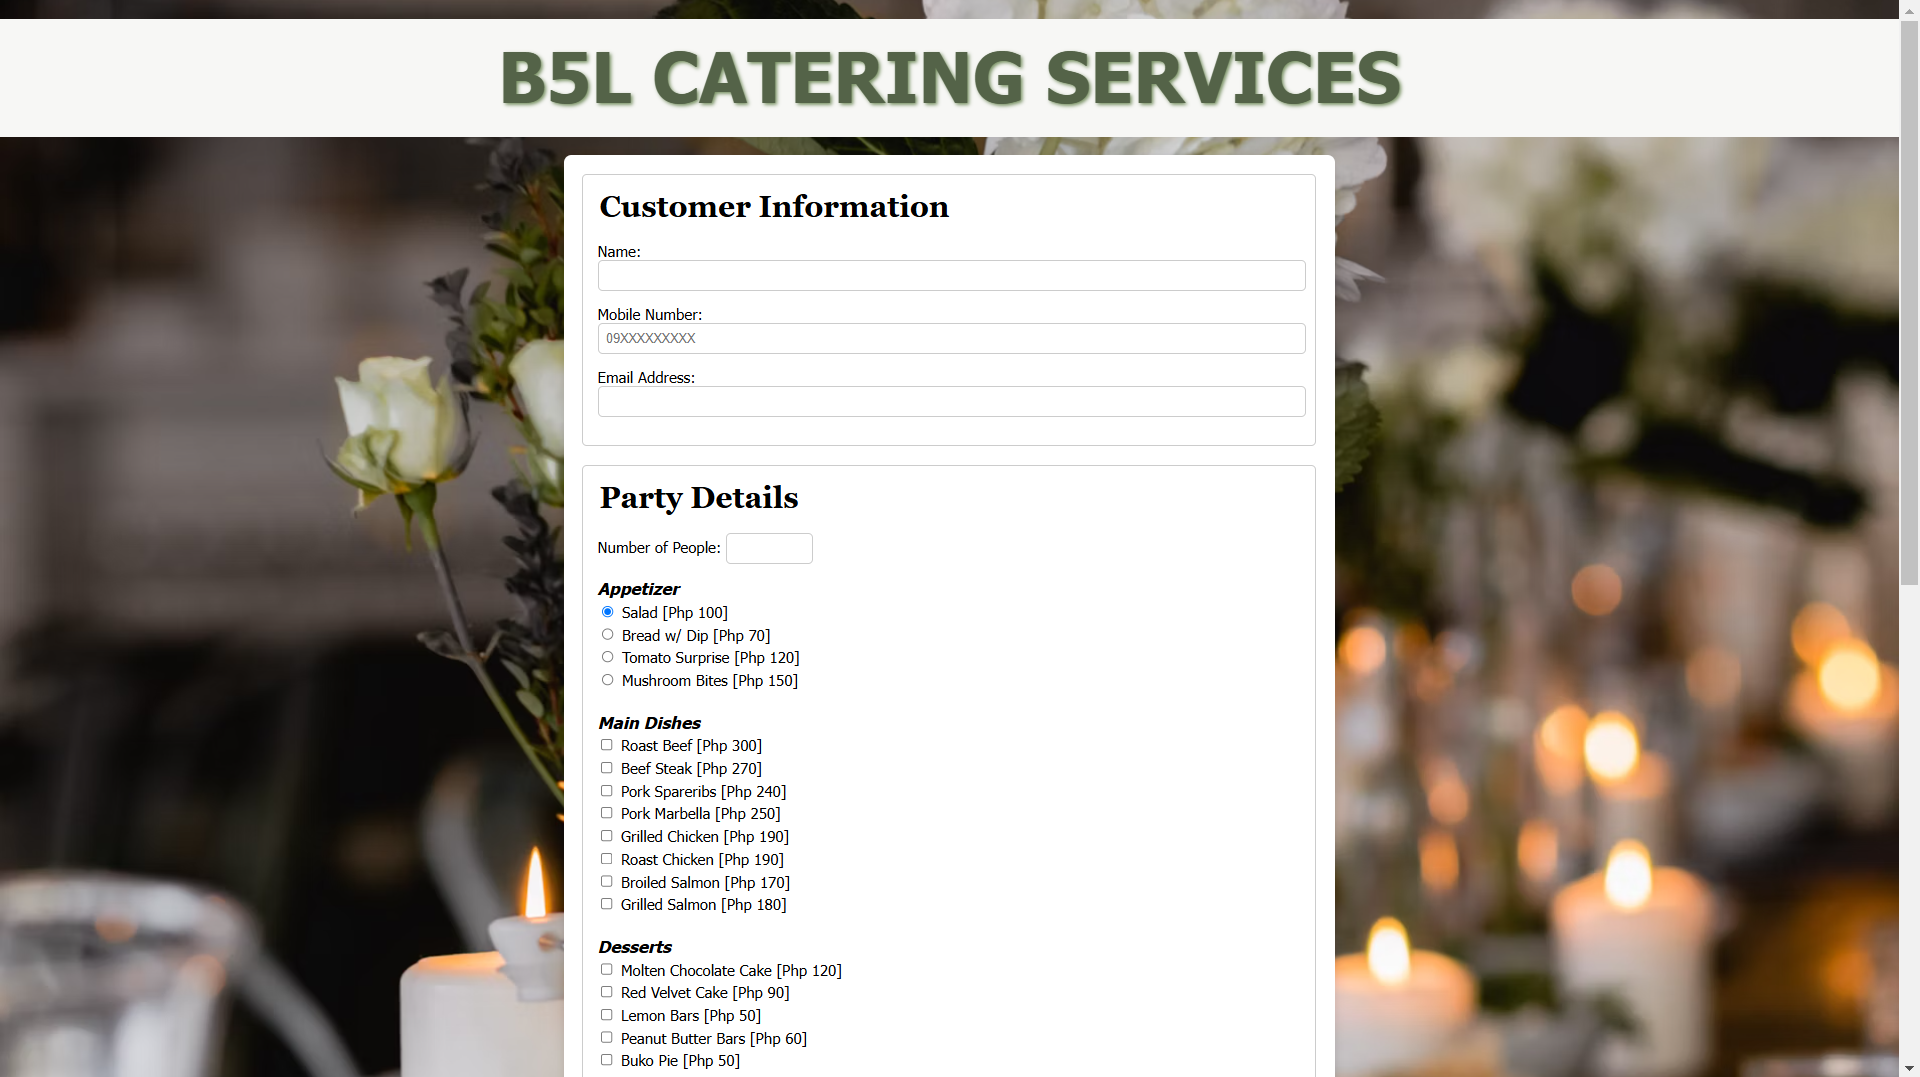 B5L CATERING SERVICES
Customer Information
Name:
Mobile Number:
09XXXXXXXXX
Email Address:
Party Details
Number of People:
Appetizer
Salad [Php 100]
Bread w/ Dip [Php 70]
Tomato Surprise [Php 120]
Mushroom Bites [Php 150]
Main Dishes
Roast Beef [Php 300]
Beef Steak [Php 270]
Pork Spareribs [Php 240]
Pork Marbella [Php 250]
Grilled Chicken [Php 190]
Roast Chicken [Php 190]
Broiled Salmon [Php 170]
Grilled Salmon [Php 180]
Desserts
Molten Chocolate Cake [Php 120]
Red Velvet Cake [Php 90]
Lemon Bars [Php 50]
Peanut Butter Bars [Php 60]
Buko Pie [Php 50]